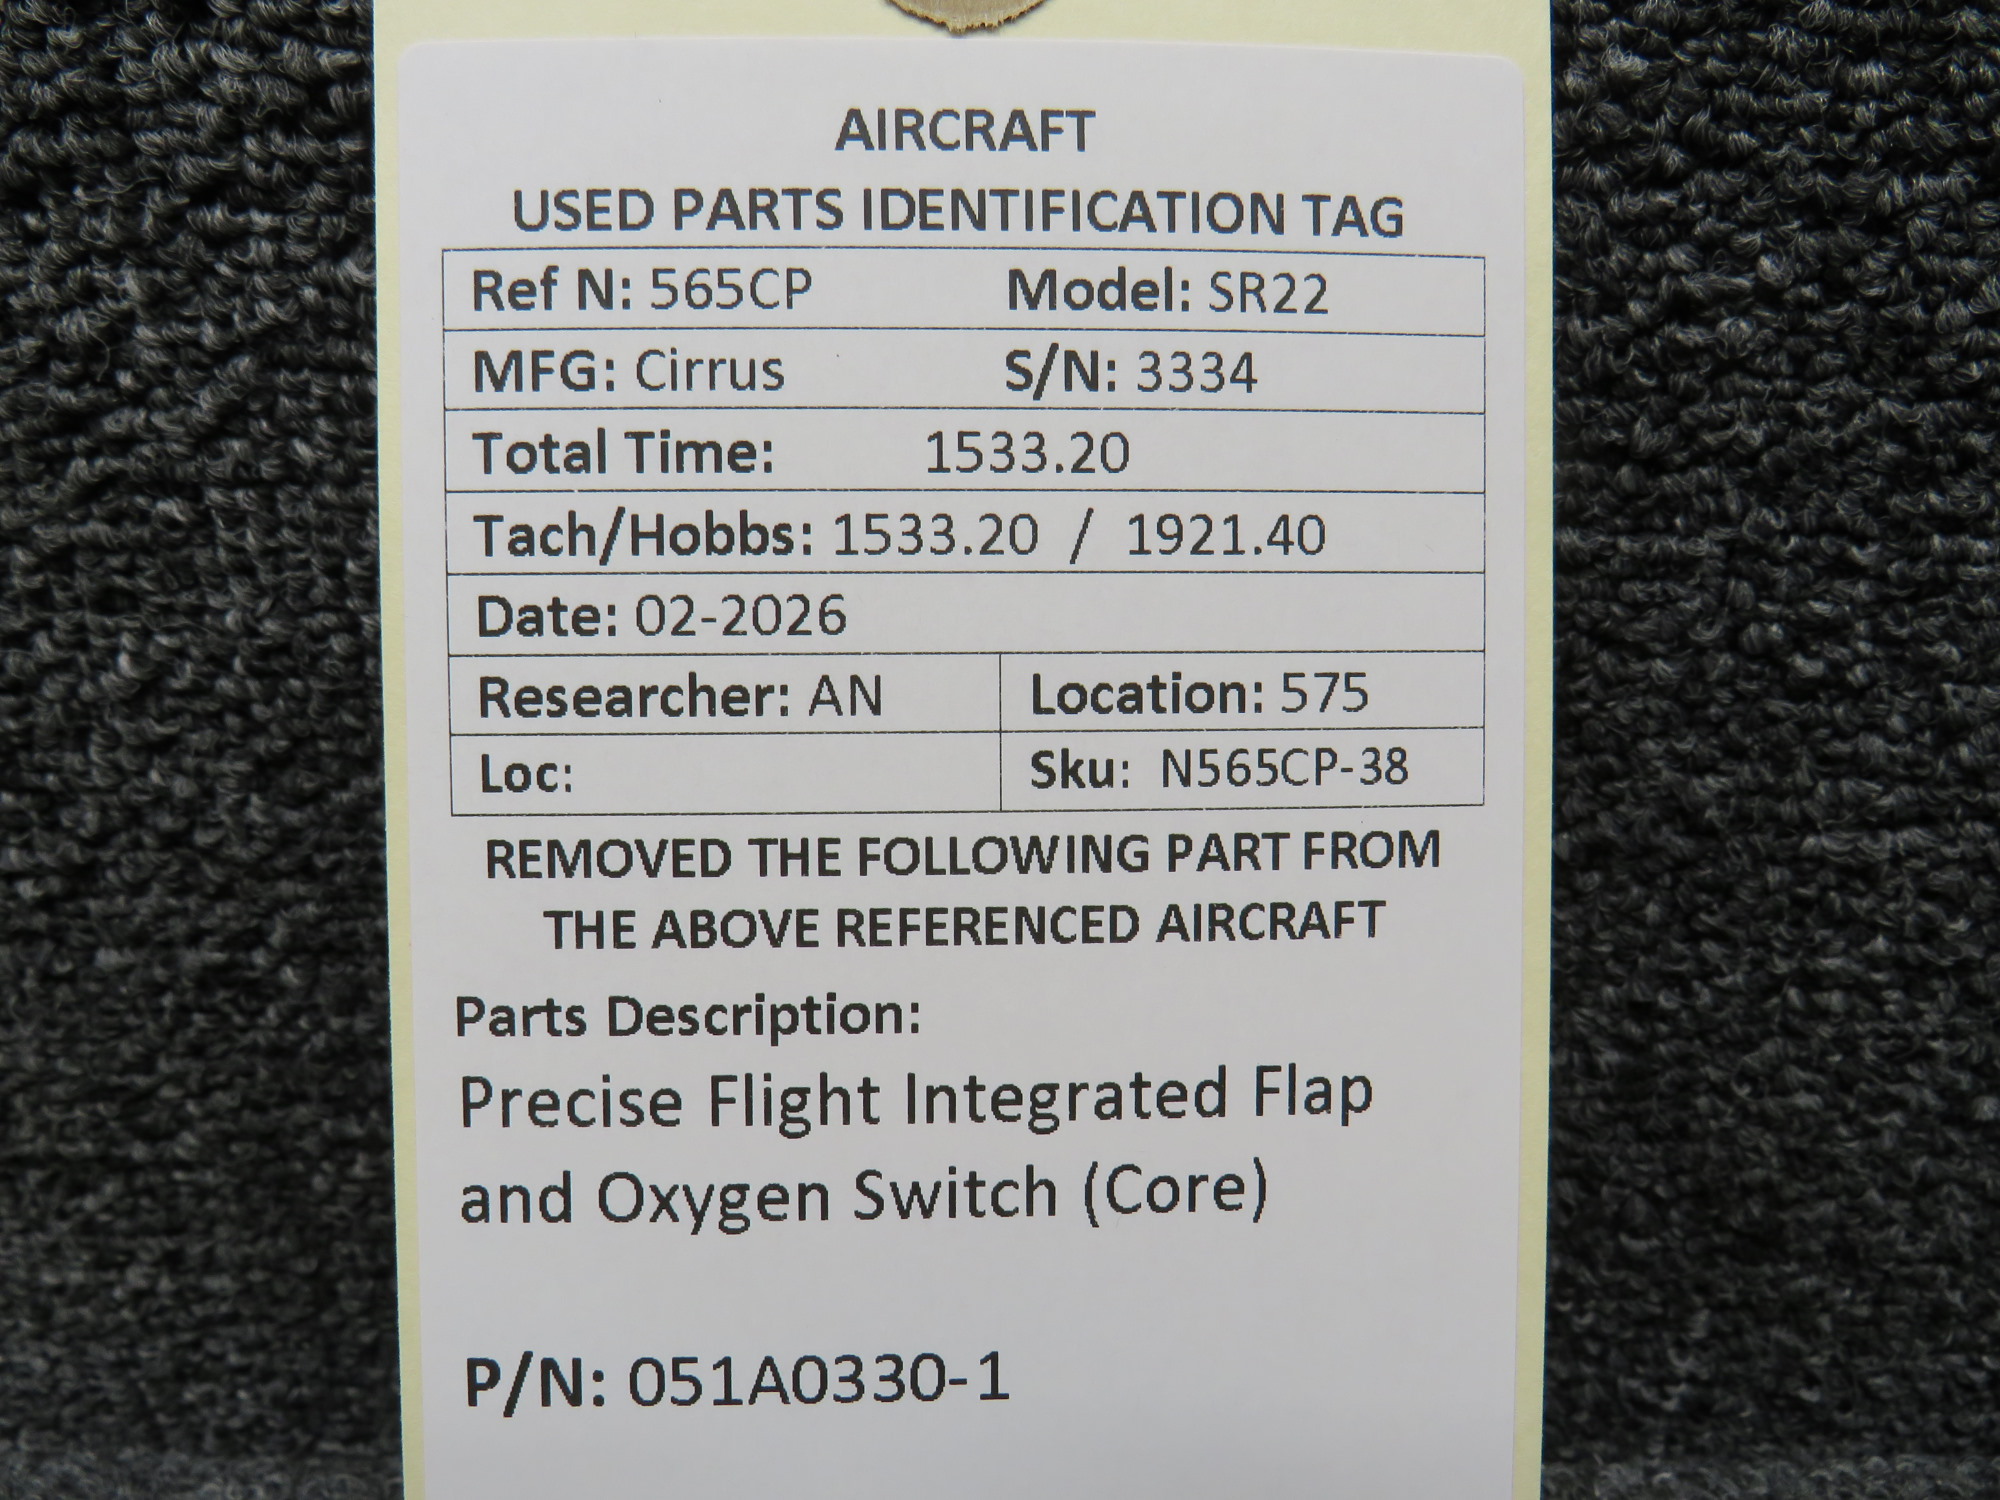 AIRCRAFT
USED PARTS IDENTIFICATION TAG
Ref N: 565CP Model: SR22
MFG: Cirrus S/N: 3334
Total Time: 1533.20
Tach/Hobbs: 1533.20 / 1921.40
Date: 02-2026
Researcher: AN Location: 575
Loc: Sku: N565CP-38
REMOVED THE FOLLOWING PART FROM
THE ABOVE REFERENCED AIRCRAFT
Parts Description:
Precise Flight Integrated Flap
and Oxygen Switch (Core)
P/N: 051A0330-1